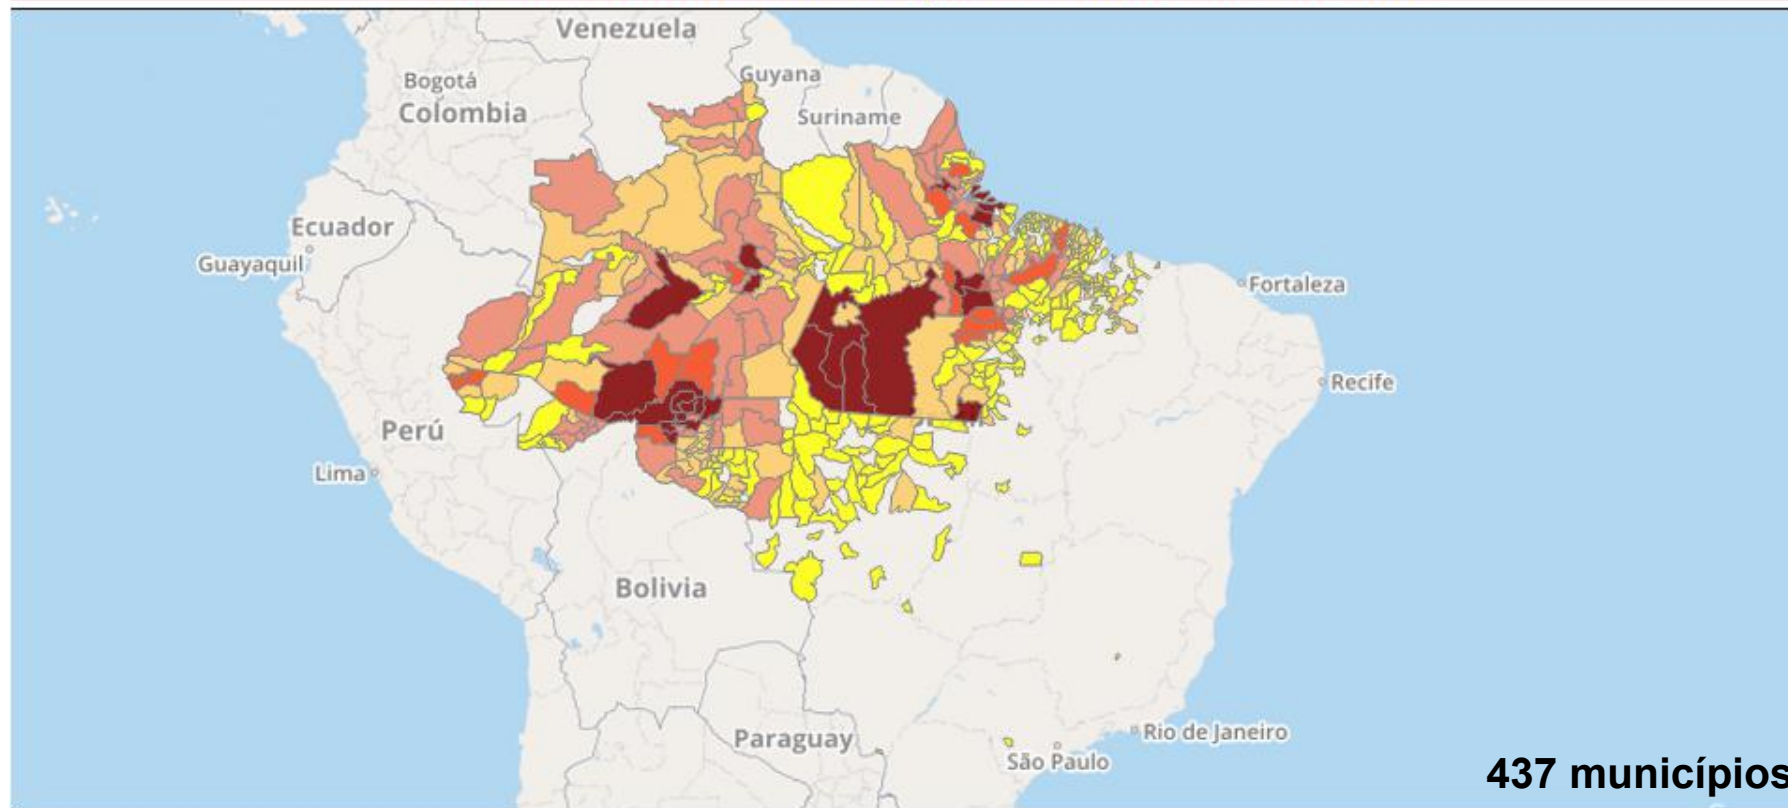 Venezuela
Guyana
Bogotá
Colombia
Suriname
Ecuador
Guayaquil
Fortaleza
Recife
Perú
Lima
Bolivia
Rio de Janeiro
Paraguay
São Paulo
437 municípios